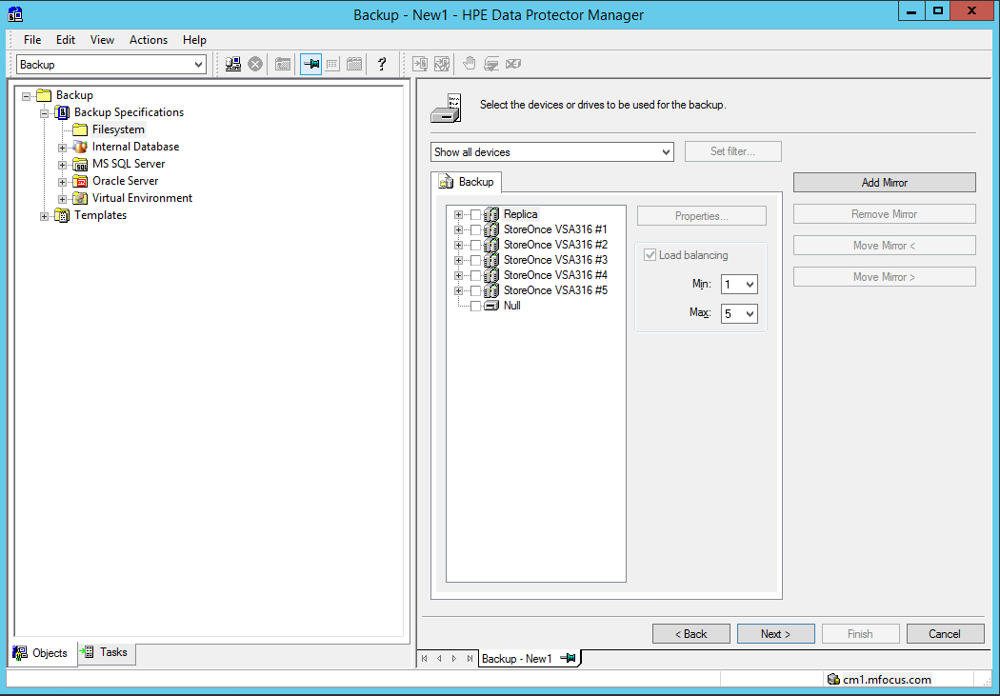 Backup - New1 - HPE Data Protector Manager
File Edit View Actions Help
Backup
?
Backup
Backup Specifications
Filesystem
Internal Database
MS SQL Server
Oracle Server
Virtual Environment
Templates
Objects
Tasks
Select the devices or drives to be used for the backup.
Show all devices
Set filter...
Backup
Replica
StoreOnce VSA316 #1
StoreOnce VSA316 #2
StoreOnce VSA316 #3
StoreOnce VSA316 #4
StoreOnce VSA316 #5
Null
Properties...
Load balancing
Min: 1
Max: 5
Add Mirror
Remove Mirror
Move Mirror <
Move Mirror >
< Back
Next >
Finish
Cancel
Backup - New1
cm1.mfocus.com